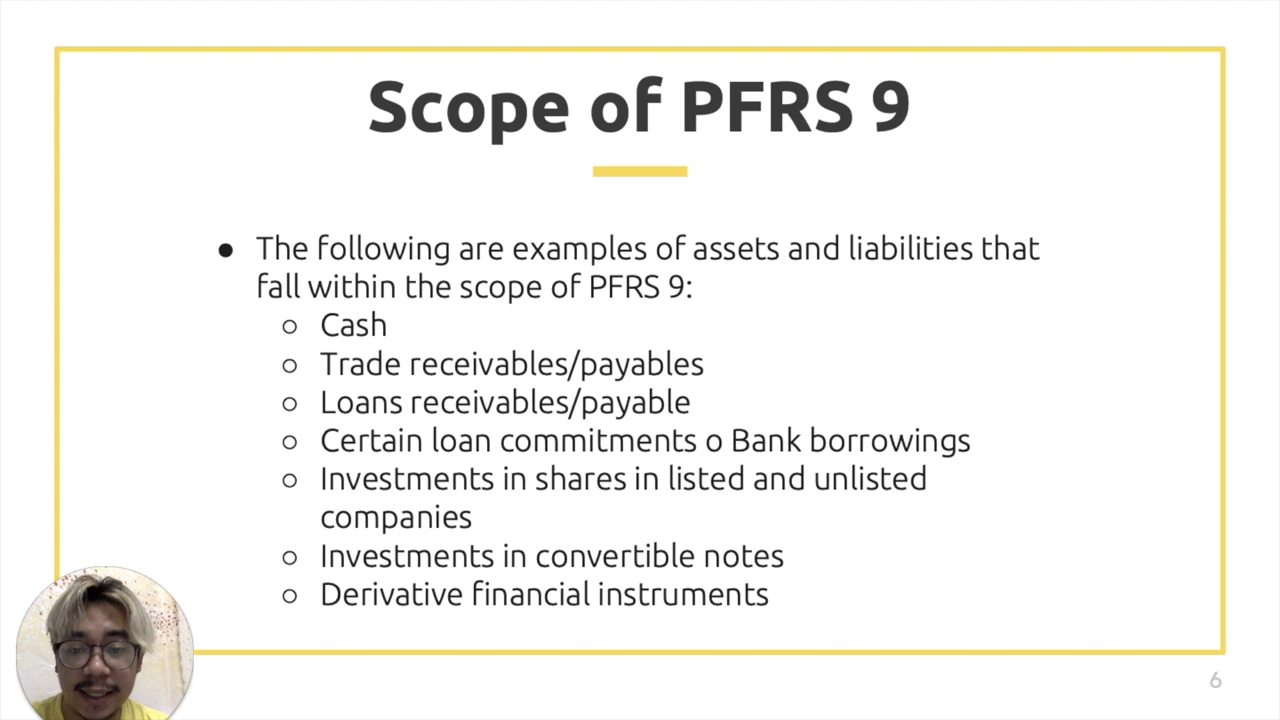 Scope of PFRS 9
● The following are examples of assets and liabilities that
fall within the scope of PFRS 9:
○ Cash
○ Trade receivables/payables
○ Loans receivables/payable
○ Certain loan commitments o Bank borrowings
○ Investments in shares in listed and unlisted
companies
○ Investments in convertible notes
○ Derivative financial instruments
6